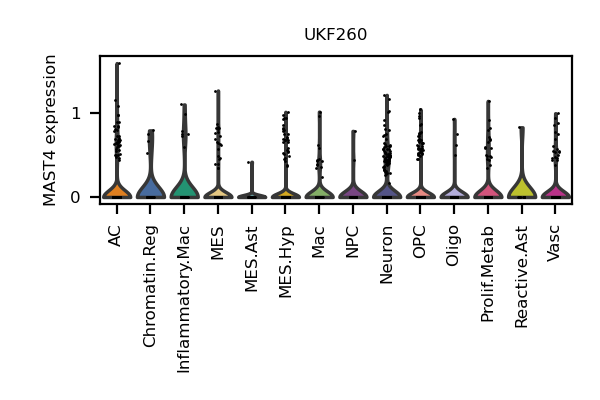 UKF260
MAST4 expression
1
0
AC
Chromatin.Reg
Inflammatory.Mac
MES
MES.Ast
MES.Hyp
Mac
NPC
Neuron
OPC
Oligo
Prolif.Metab
Reactive.Ast
Vasc